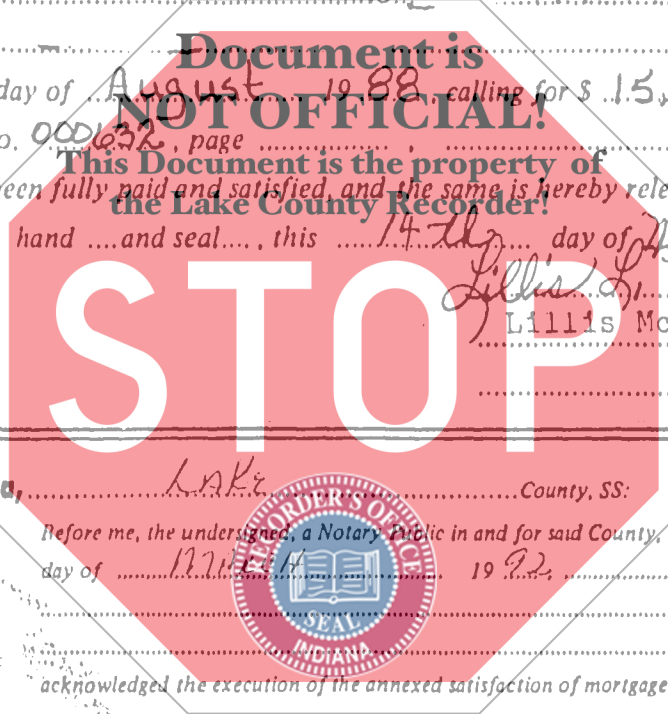 Document is
day of August 1988 calling for $ 15,
NOT OFFICIAL!
o. 000632, page
This Document is the property of
een fully paid and satisfied, and the same is hereby rele
the Lake County Recorder!
hand .... and seal...., this 14th day of
Lillis L.
Lillis Mc
STOP
a, LAKE County, SS:
RECORDER'S OFFICE
Before me, the undersigned, a Notary Public in and for said County,
day of MARCH 1992,
SEAL
INDIANA
acknowledged the execution of the annexed satisfaction of mortgage